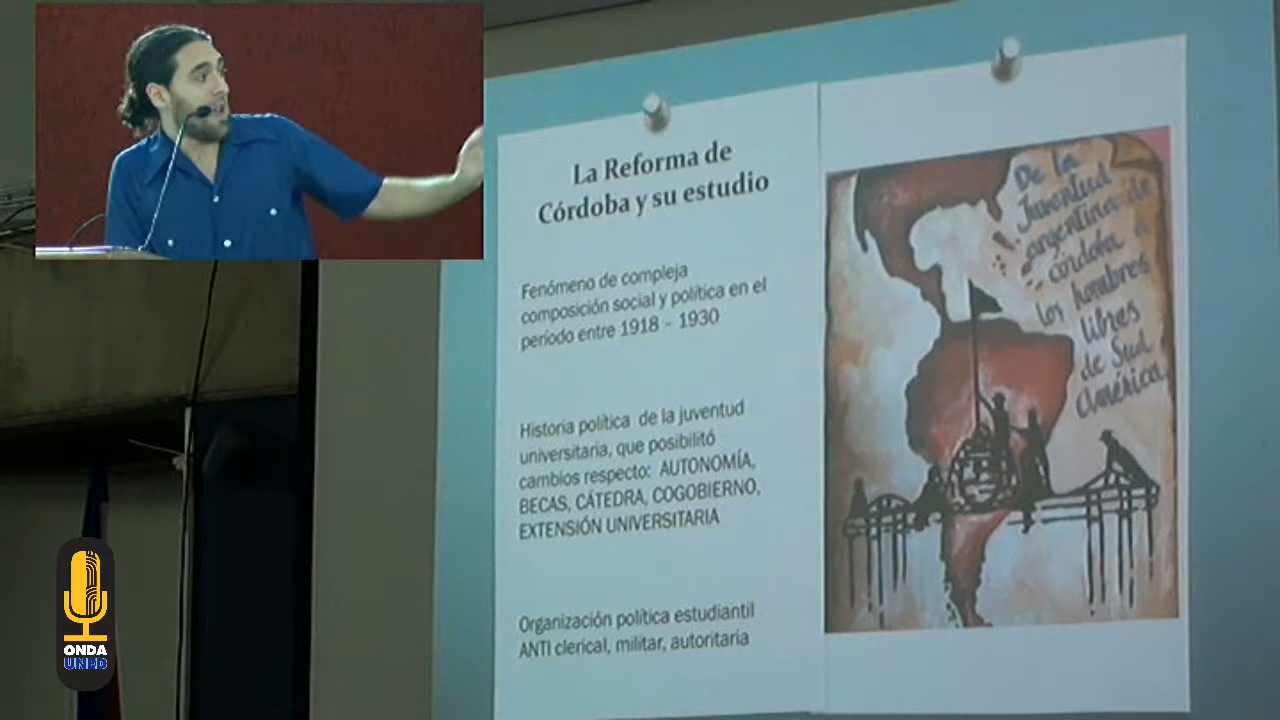 La Reforma de
Córdoba y su estudio
Fenómeno de compleja
composición social y política en el
período entre 1918 - 1930
Historia política de la juventud
universitaria, que posibilitó
cambios respecto: AUTONOMÍA,
BECAS, CÁTEDRA, COGOBIERNO,
EXTENSIÓN UNIVERSITARIA
Organización política estudiantil
ANTI clerical, militar, autoritaria
De la
Juventud
argentina de
córdoba a
los hombres
libres
de Sud
América
ONDA
UNED